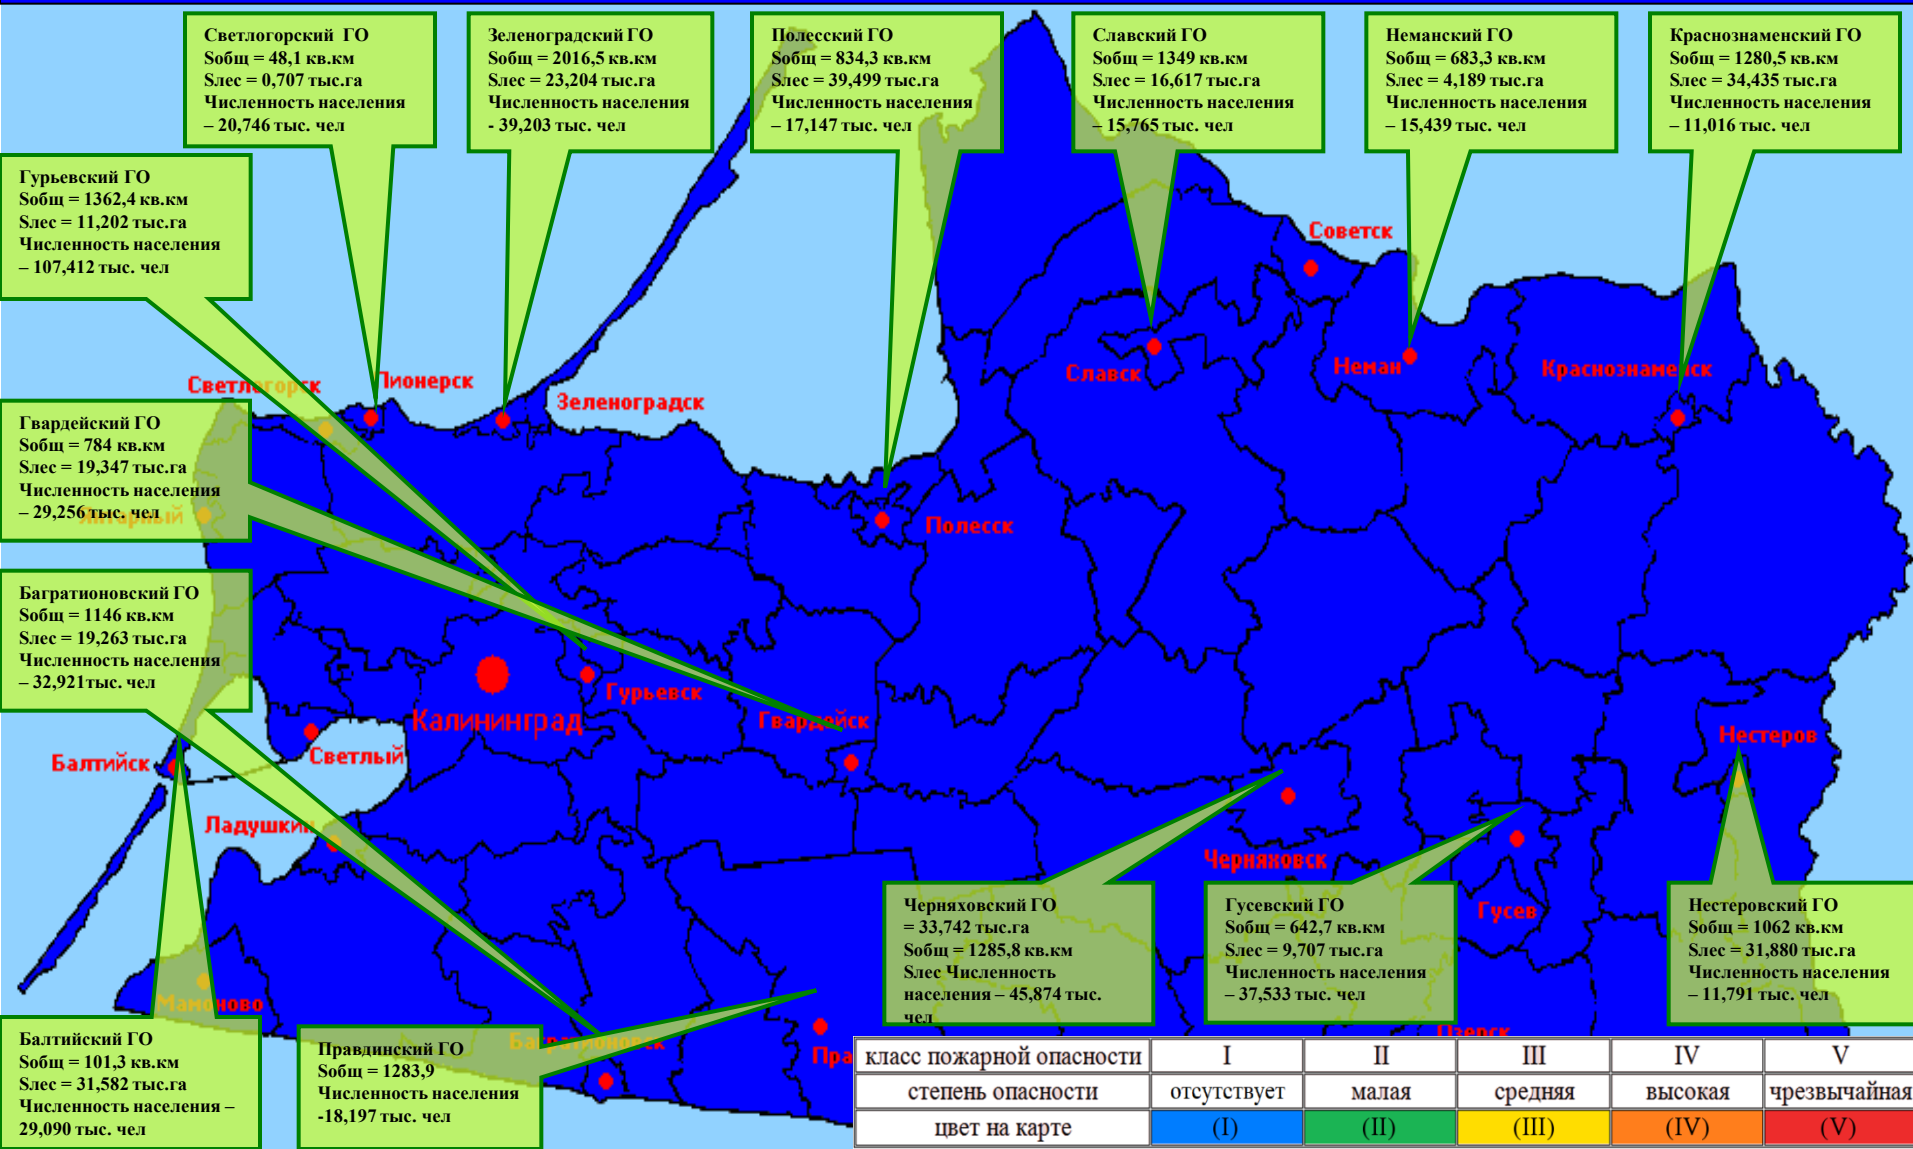 Светлогорский ГО
Sобщ = 48,1 кв.км
Sлес = 0,707 тыс.га
Численность населения
– 20,746 тыс. чел
Зеленоградский ГО
Sобщ = 2016,5 кв.км
Sлес = 23,204 тыс.га
Численность населения
- 39,203 тыс. чел
Полесский ГО
Sобщ = 834,3 кв.км
Sлес = 39,499 тыс.га
Численность населения
– 17,147 тыс. чел
Славский ГО
Sобщ = 1349 кв.км
Sлес = 16,617 тыс.га
Численность населения
– 15,765 тыс. чел
Неманский ГО
Sобщ = 683,3 кв.км
Sлес = 4,189 тыс.га
Численность населения
– 15,439 тыс. чел
Краснознаменский ГО
Sобщ = 1280,5 кв.км
Sлес = 34,435 тыс.га
Численность населения
– 11,016 тыс. чел
Гурьевский ГО
Sобщ = 1362,4 кв.км
Sлес = 11,202 тыс.га
Численность населения
– 107,412 тыс. чел
Советск
Славск
Неман
Краснознаменск
Светлогорск
Пионерск
Зеленоградск
Гвардейский ГО
Sобщ = 784 кв.км
Sлес = 19,347 тыс.га
Численность населения
– 29,256 тыс. чел
Янтарный
Полесск
Багратионовский ГО
Sобщ = 1146 кв.км
Sлес = 19,263 тыс.га
Численность населения
– 32,921тыс. чел
Гурьевск
Калининград
Гвардейск
Нестеров
Балтийск
Светлый
Ладушкин
Черняховск
Гусев
Черняховский ГО
= 33,742 тыс.га
Sобщ = 1285,8 кв.км
Sлес Численность
населения – 45,874 тыс.
чел
Гусевский ГО
Sобщ = 642,7 кв.км
Sлес = 9,707 тыс.га
Численность населения
– 37,533 тыс. чел
Нестеровский ГО
Sобщ = 1062 кв.км
Sлес = 31,880 тыс.га
Численность населения
– 11,791 тыс. чел
Мамоново
Багратионовск
Озерск
Пра
Балтийский ГО
Sобщ = 101,3 кв.км
Sлес = 31,582 тыс.га
Численность населения –
29,090 тыс. чел
Правдинский ГО
Sобщ = 1283,9
Численность населения
-18,197 тыс. чел
класс пожарной опасности I II III IV V
степень опасности отсутствует малая средняя высокая чрезвычайная
цвет на карте (I) (II) (III) (IV) (V)